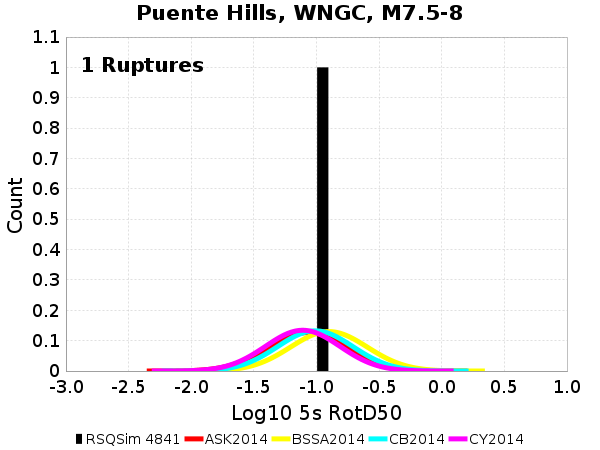 Puente Hills, WNGC, M7.5-8
1.1
1 Ruptures
1
0.9
0.8
0.7
0.6
0.5
0.4
0.3
0.2
0.1
0
Count
-3.0 -2.5 -2.0 -1.5 -1.0 -0.5 0.0 0.5 1.0
Log10 5s RotD50
RSQSim 4841 ASK2014 BSSA2014 CB2014 CY2014